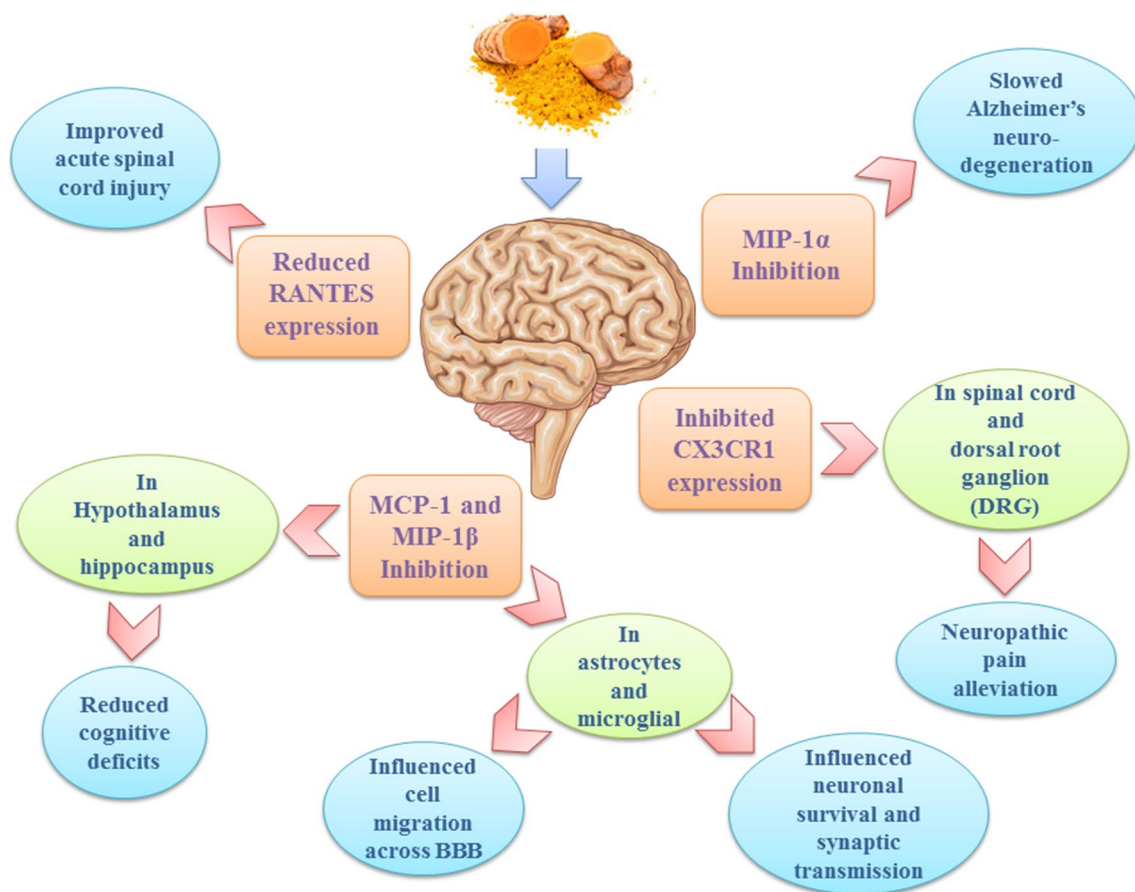 Improved
acute spinal
cord injury
Reduced
RANTES
expression
MIP-1α
Inhibition
Slowed
Alzheimer's
neuro-
degeneration
Inhibited
CX3CR1
expression
In spinal cord
and
dorsal root
ganglion
(DRG)
Neuropathic
pain
alleviation
MCP-1 and
MIP-1β
Inhibition
In
Hypothalamus
and
hippocampus
Reduced
cognitive
deficits
In
astrocytes
and
microglial
Influenced
cell
migration
across BBB
Influenced
neuronal
survival and
synaptic
transmission